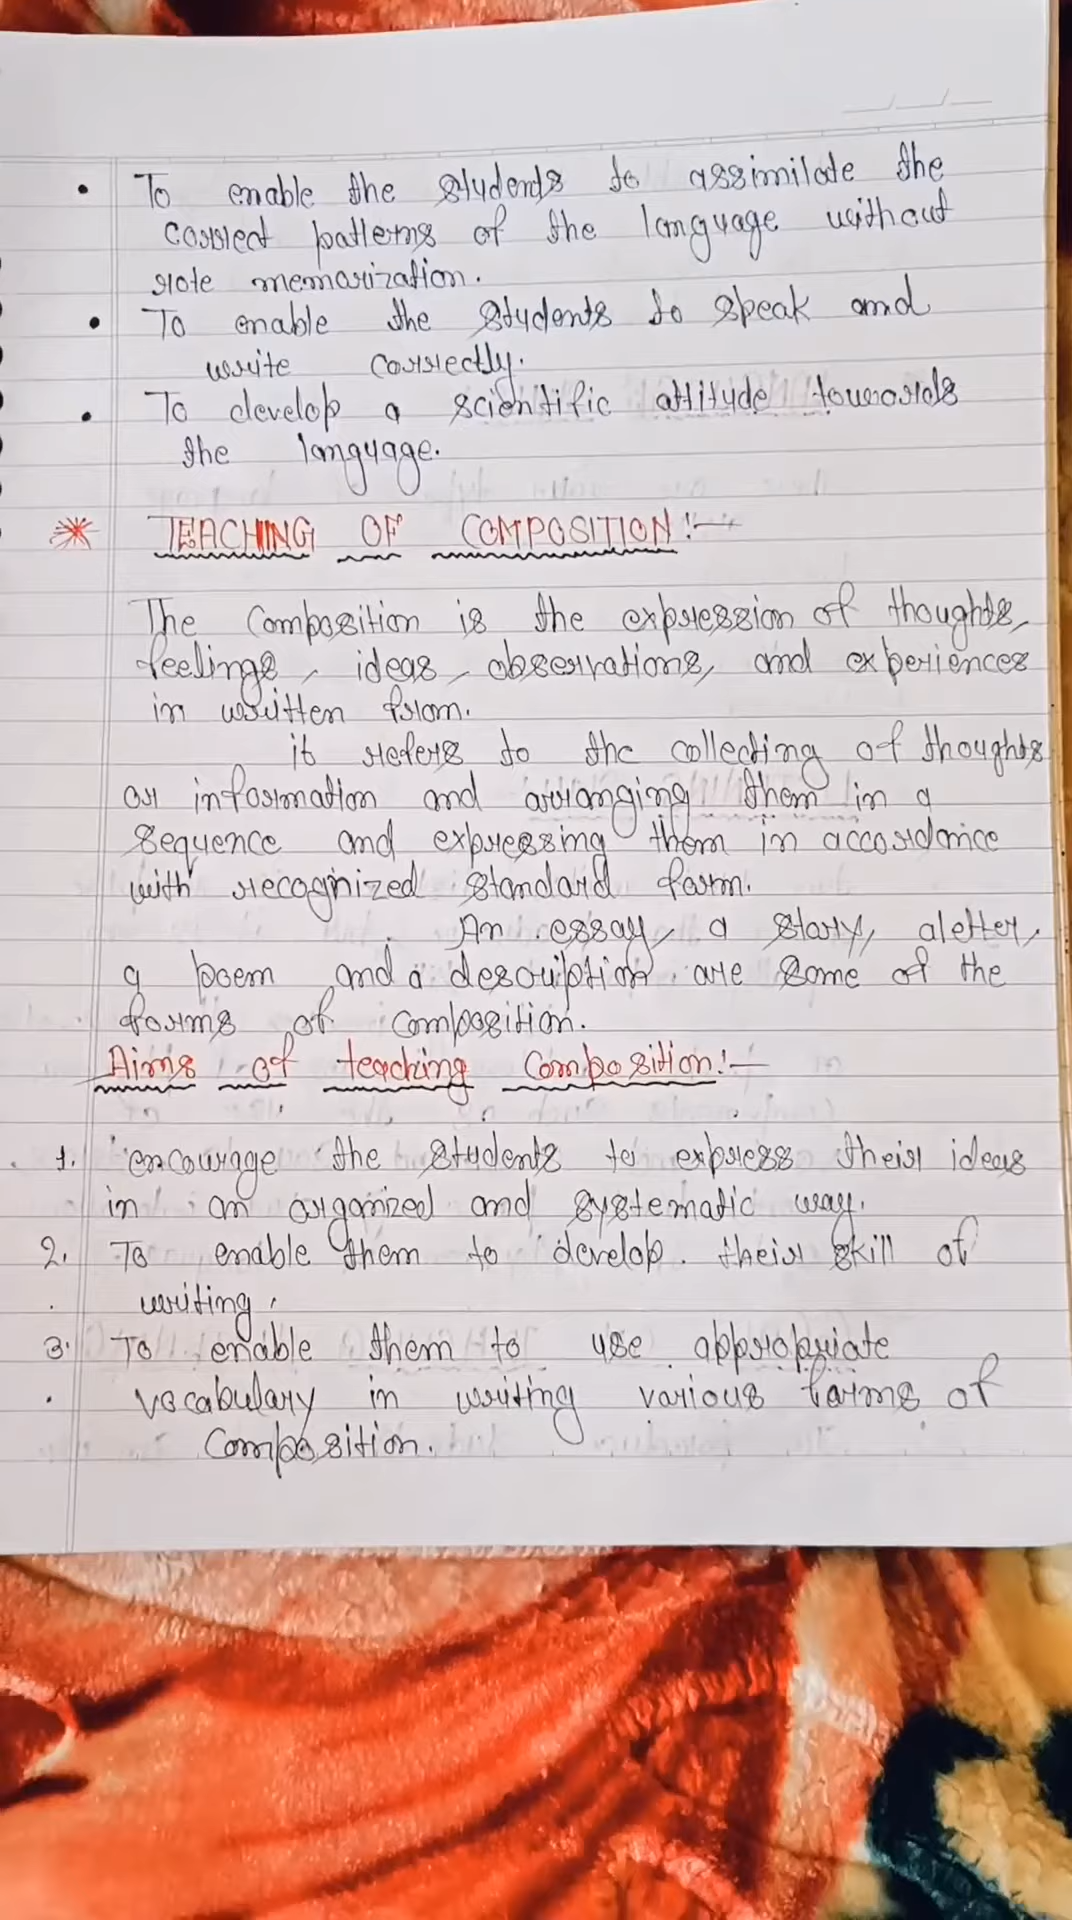 • To enable the students to assimilate the
correct patterns of the language without
rote memorization.
• To enable the students to speak and
write correctly.
• To develop a scientific attitude towards
the language.
* TEACHING OF COMPOSITION:-
The Composition is the expression of thoughts,
feelings, ideas, observations, and experiences
in written from.
it refers to the collecting of thoughts
or information and arranging them in a
sequence and expressing them in accordance
with recognized standard form.
An essay, a story, a letter,
a poem and a description are some of the
forms of composition.
Aims of teaching Composition:-
1. encourage the students to express their ideas
in an organized and systematic way.
2. To enable them to develop. their skill of
writing.
3. To enable them to use appropriate
vocabulary in writing various forms of
Composition.